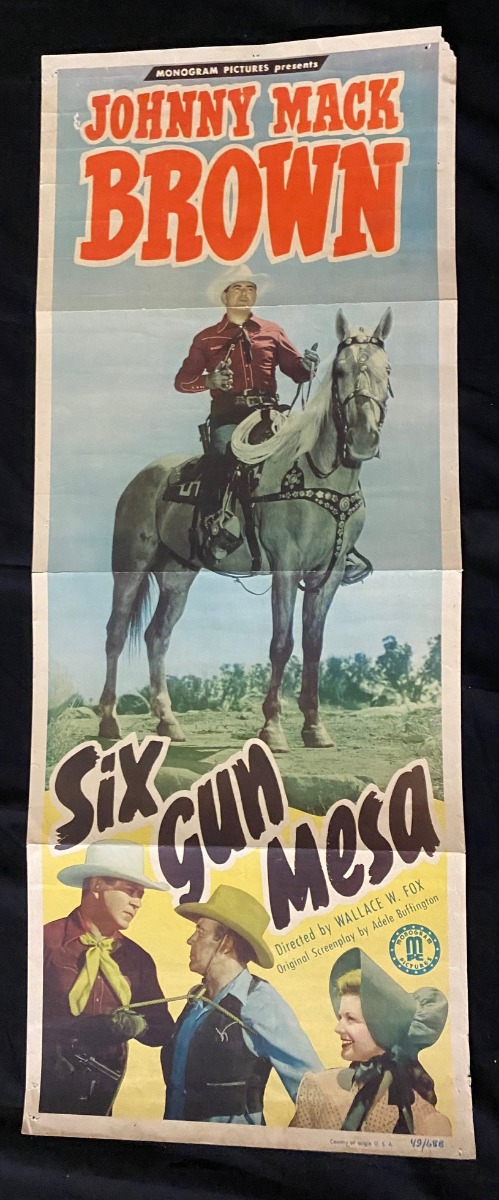 MONOGRAM PICTURES presents
JOHNNY MACK
BROWN
Six
Gun
Mesa
Directed by WALLACE W. FOX
Original Screenplay by Adele Buffington
MONOGRAM
M
PC
PICTURES
Country of origin U. S. A.
49/688